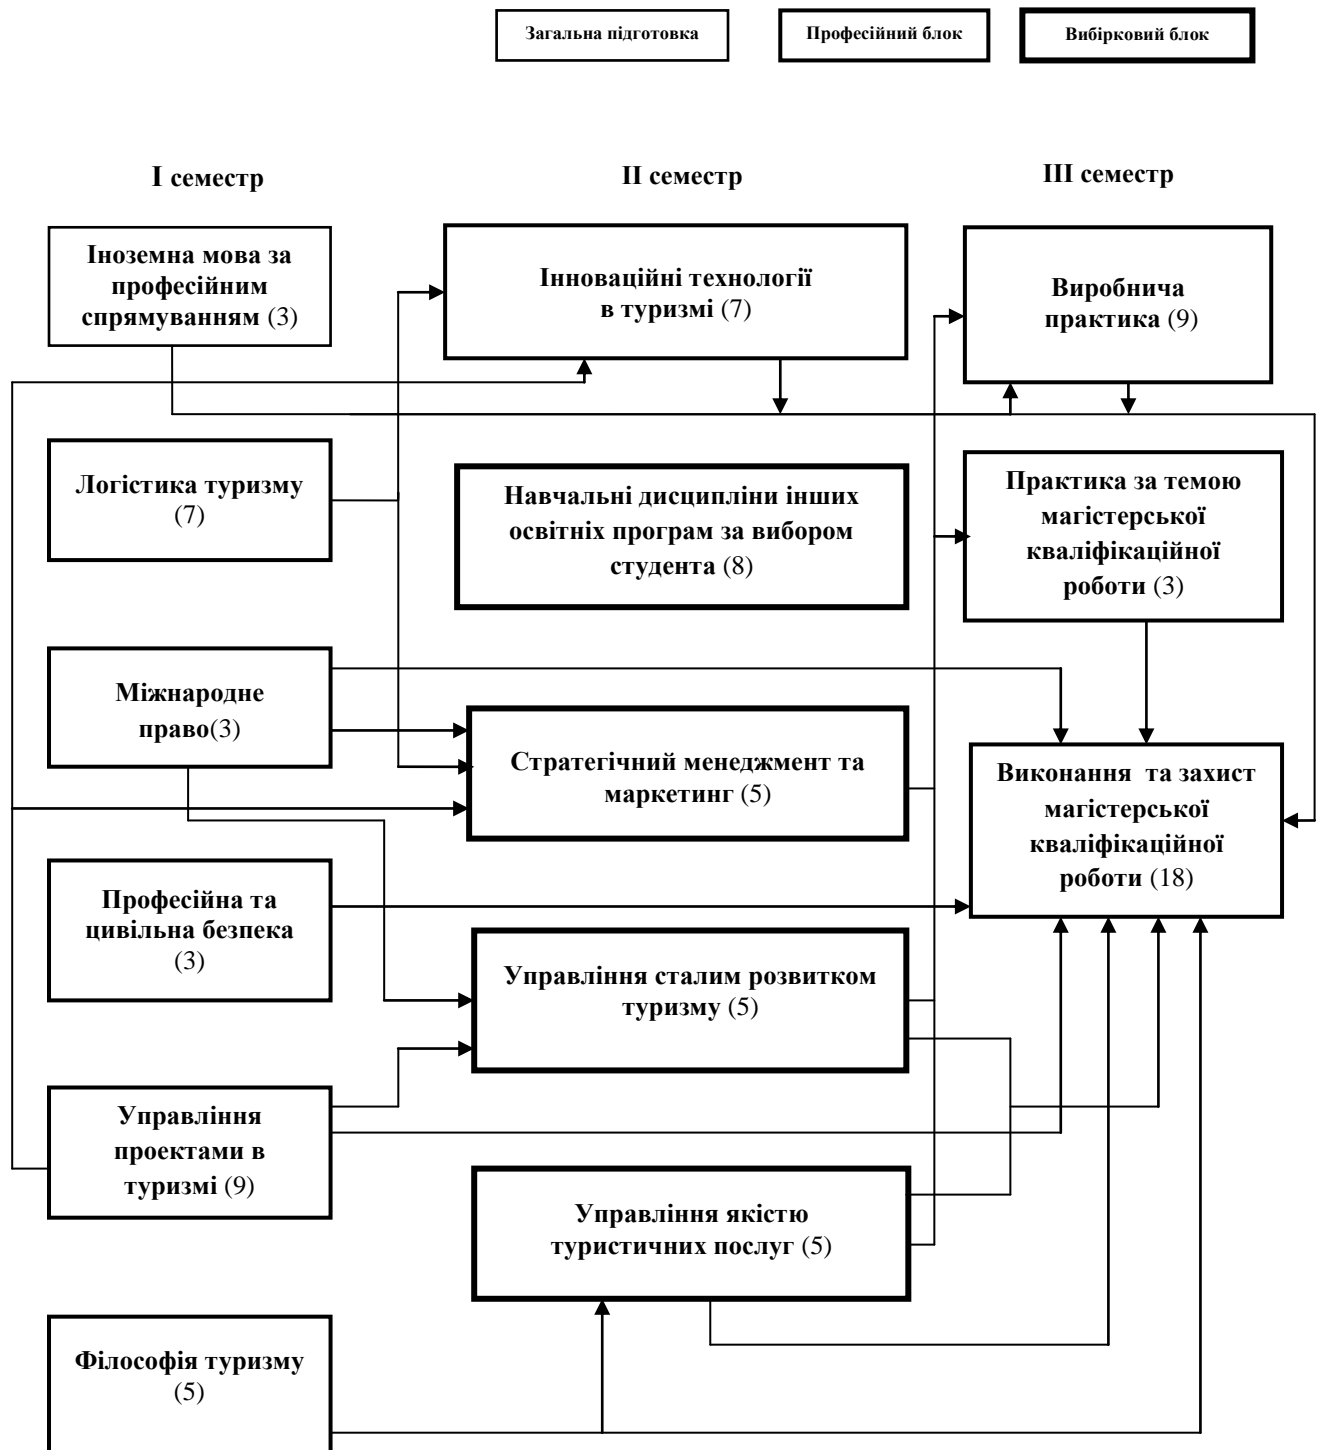 Загальна підготовка
Професійний блок
Вибірковий блок
I семестр
II семестр
III семестр
Іноземна мова за
професійним
спрямуванням (3)
Логістика туризму
(7)
Міжнародне
право(3)
Професійна та
цивільна безпека
(3)
Управління
проектами в
туризмі (9)
Філософія туризму
(5)
Інноваційні технології
в туризмі (7)
Навчальні дисципліни інших
освітніх програм за вибором
студента (8)
Стратегічний менеджмент та
маркетинг (5)
Управління сталим розвитком
туризму (5)
Управління якістю
туристичних послуг (5)
Виробнича
практика (9)
Практика за темою
магістерської
кваліфікаційної
роботи (3)
Виконання та захист
магістерської
кваліфікаційної
роботи (18)